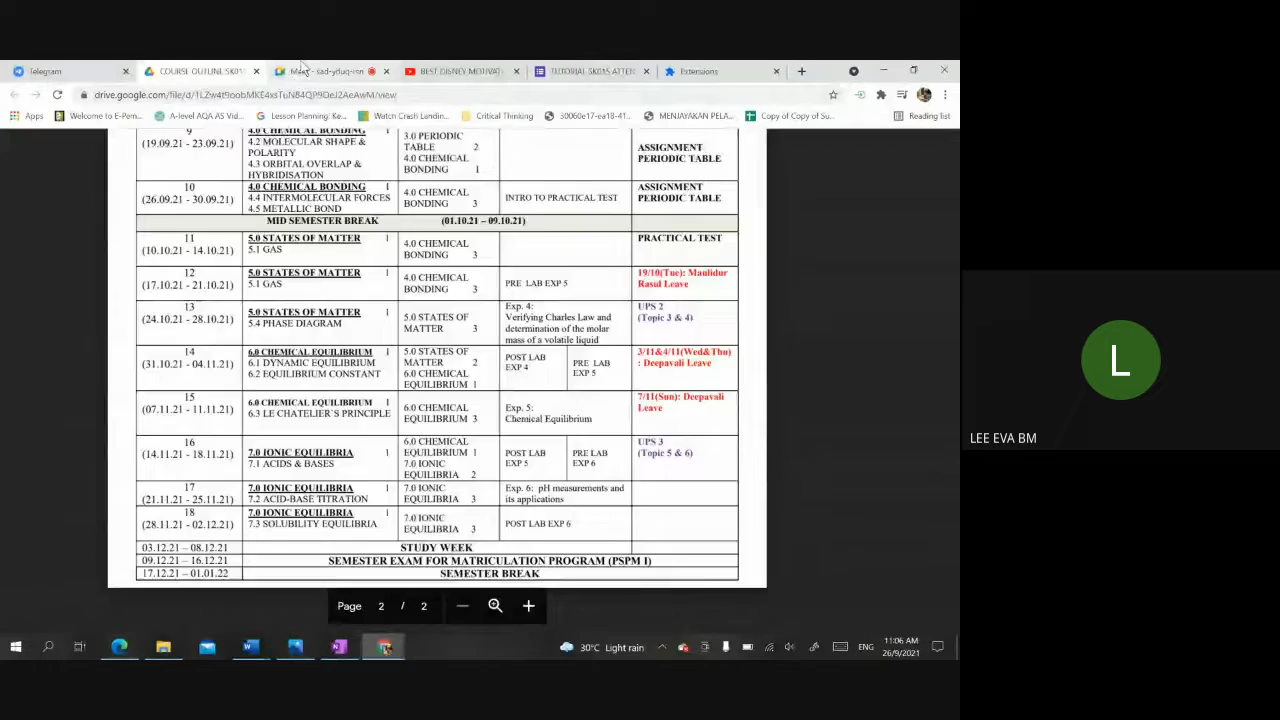 Telegram
COURSE OUTLINE SK015
Meet - sad-yduq-rsn
BEST DISNEY MOTIVAT
TUTORIAL SK015 ATTEN
Extensions
Apps
Welcome to E-Pem...
A-level AQA AS Vid...
Lesson Planning: Ke...
Watch Crash Landin...
Critical Thinking
30060e17-ea18-41...
MENJAYAKAN PELA...
Copy of Copy of Su...
Reading list
9
(19.09.21 - 23.09.21)
4.0 CHEMICAL BONDING 1
4.2 MOLECULAR SHAPE &
POLARITY
4.3 ORBITAL OVERLAP &
HYBRIDISATION
3.0 PERIODIC
TABLE 2
4.0 CHEMICAL
BONDING 1
ASSIGNMENT
PERIODIC TABLE
10
(26.09.21 - 30.09.21)
4.0 CHEMICAL BONDING 1
4.4 INTERMOLECULAR FORCES
4.5 METALLIC BOND
4.0 CHEMICAL
BONDING 3
INTRO TO PRACTICAL TEST
ASSIGNMENT
PERIODIC TABLE
MID SEMESTER BREAK (01.10.21 – 09.10.21)
11
(10.10.21 - 14.10.21)
5.0 STATES OF MATTER 1
5.1 GAS
4.0 CHEMICAL
BONDING 3
PRACTICAL TEST
12
(17.10.21 - 21.10.21)
5.0 STATES OF MATTER 1
5.1 GAS
4.0 CHEMICAL
BONDING 3
PRE LAB EXP 5
19/10(Tue): Maulidur
Rasul Leave
13
(24.10.21 - 28.10.21)
5.0 STATES OF MATTER 1
5.4 PHASE DIAGRAM
5.0 STATES OF
MATTER 3
Exp. 4:
Verifying Charles Law and
determination of the molar
mass of a volatile liquid
UPS 2
(Topic 3 & 4)
14
(31.10.21 - 04.11.21)
6.0 CHEMICAL EQUILIBRIUM 1
6.1 DYNAMIC EQUILIBRIUM
6.2 EQUILIBRIUM CONSTANT
5.0 STATES OF
MATTER 2
6.0 CHEMICAL
EQUILIBRIUM 1
POST LAB
EXP 4
PRE LAB
EXP 5
3/11&4/11(Wed&Thu)
: Deepavali Leave
15
(07.11.21 - 11.11.21)
6.0 CHEMICAL EQUILIBRIUM 1
6.3 LE CHATELIER`S PRINCIPLE
6.0 CHEMICAL
EQUILIBRIUM 3
Exp. 5:
Chemical Equilibrium
7/11(Sun): Deepavali
Leave
16
(14.11.21 - 18.11.21)
7.0 IONIC EQUILIBRIA 1
7.1 ACIDS & BASES
6.0 CHEMICAL
EQUILIBRIUM 1
7.0 IONIC
EQUILIBRIA 2
POST LAB
EXP 5
PRE LAB
EXP 6
UPS 3
(Topic 5 & 6)
17
(21.11.21 - 25.11.21)
7.0 IONIC EQUILIBRIA 1
7.2 ACID-BASE TITRATION
7.0 IONIC
EQUILIBRIA 3
Exp. 6: pH measurements and
its applications
18
(28.11.21 - 02.12.21)
7.0 IONIC EQUILIBRIA 1
7.3 SOLUBILITY EQUILIBRIA
7.0 IONIC
EQUILIBRIA 3
POST LAB EXP 6
03.12.21 – 08.12.21 STUDY WEEK
09.12.21 – 16.12.21 SEMESTER EXAM FOR MATRICULATION PROGRAM (PSPM I)
17.12.21 – 01.01.22 SEMESTER BREAK
Page 2 / 2
30°C Light rain
ENG
11:06 AM
26/9/2021
L
LEE EVA BM